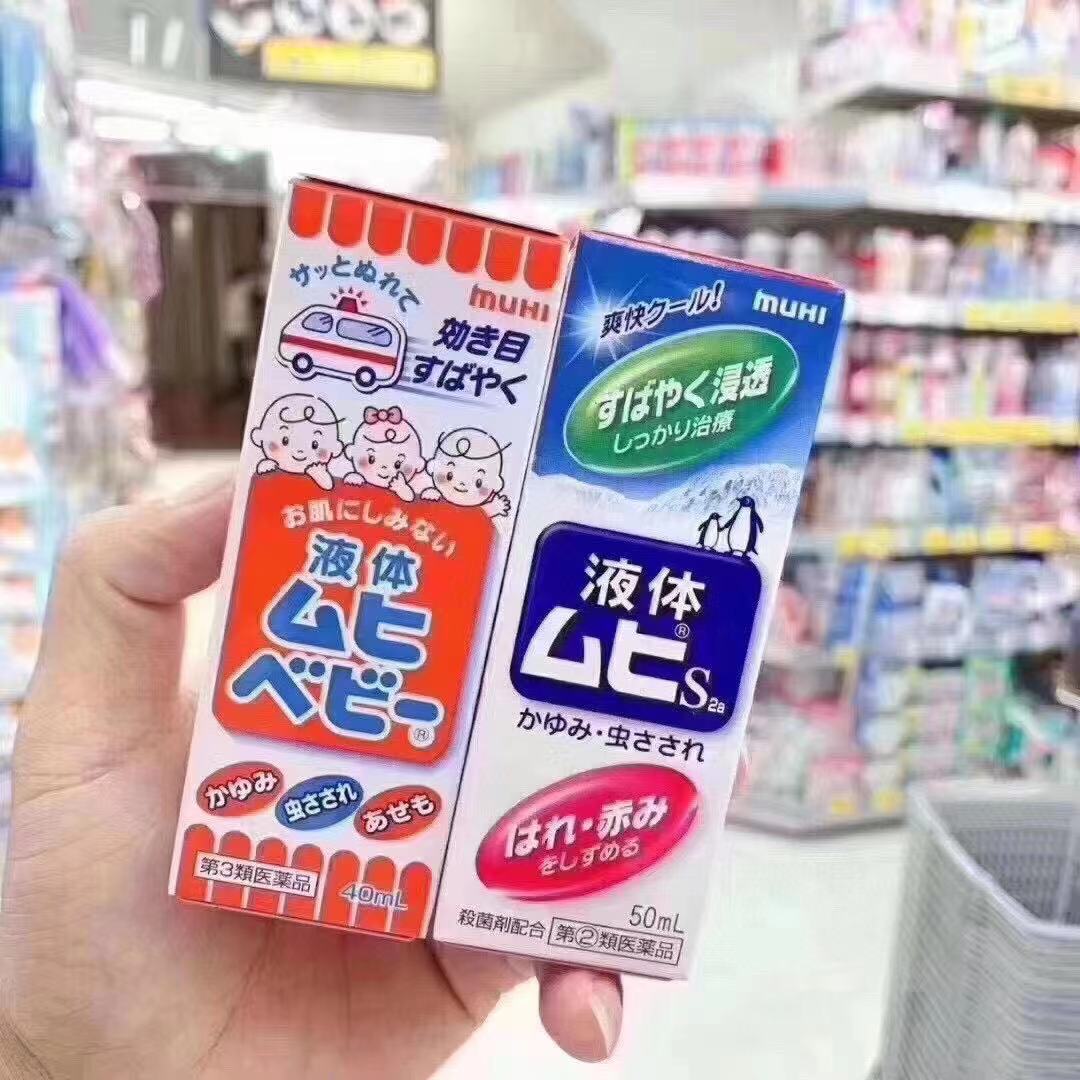 サッとぬれて
muHI
効き目
すばやく
お肌にしみない
液体
ムヒ
ベビー®
かゆみ
虫さされ
あせも
第3類医薬品
40mL
爽快クール!
muHI
すばやく浸透
しっかり治療
液体
ムヒ®S2a
かゆみ・虫さされ
はれ・赤み
をしずめる
50mL
殺菌剤配合
第②類医薬品